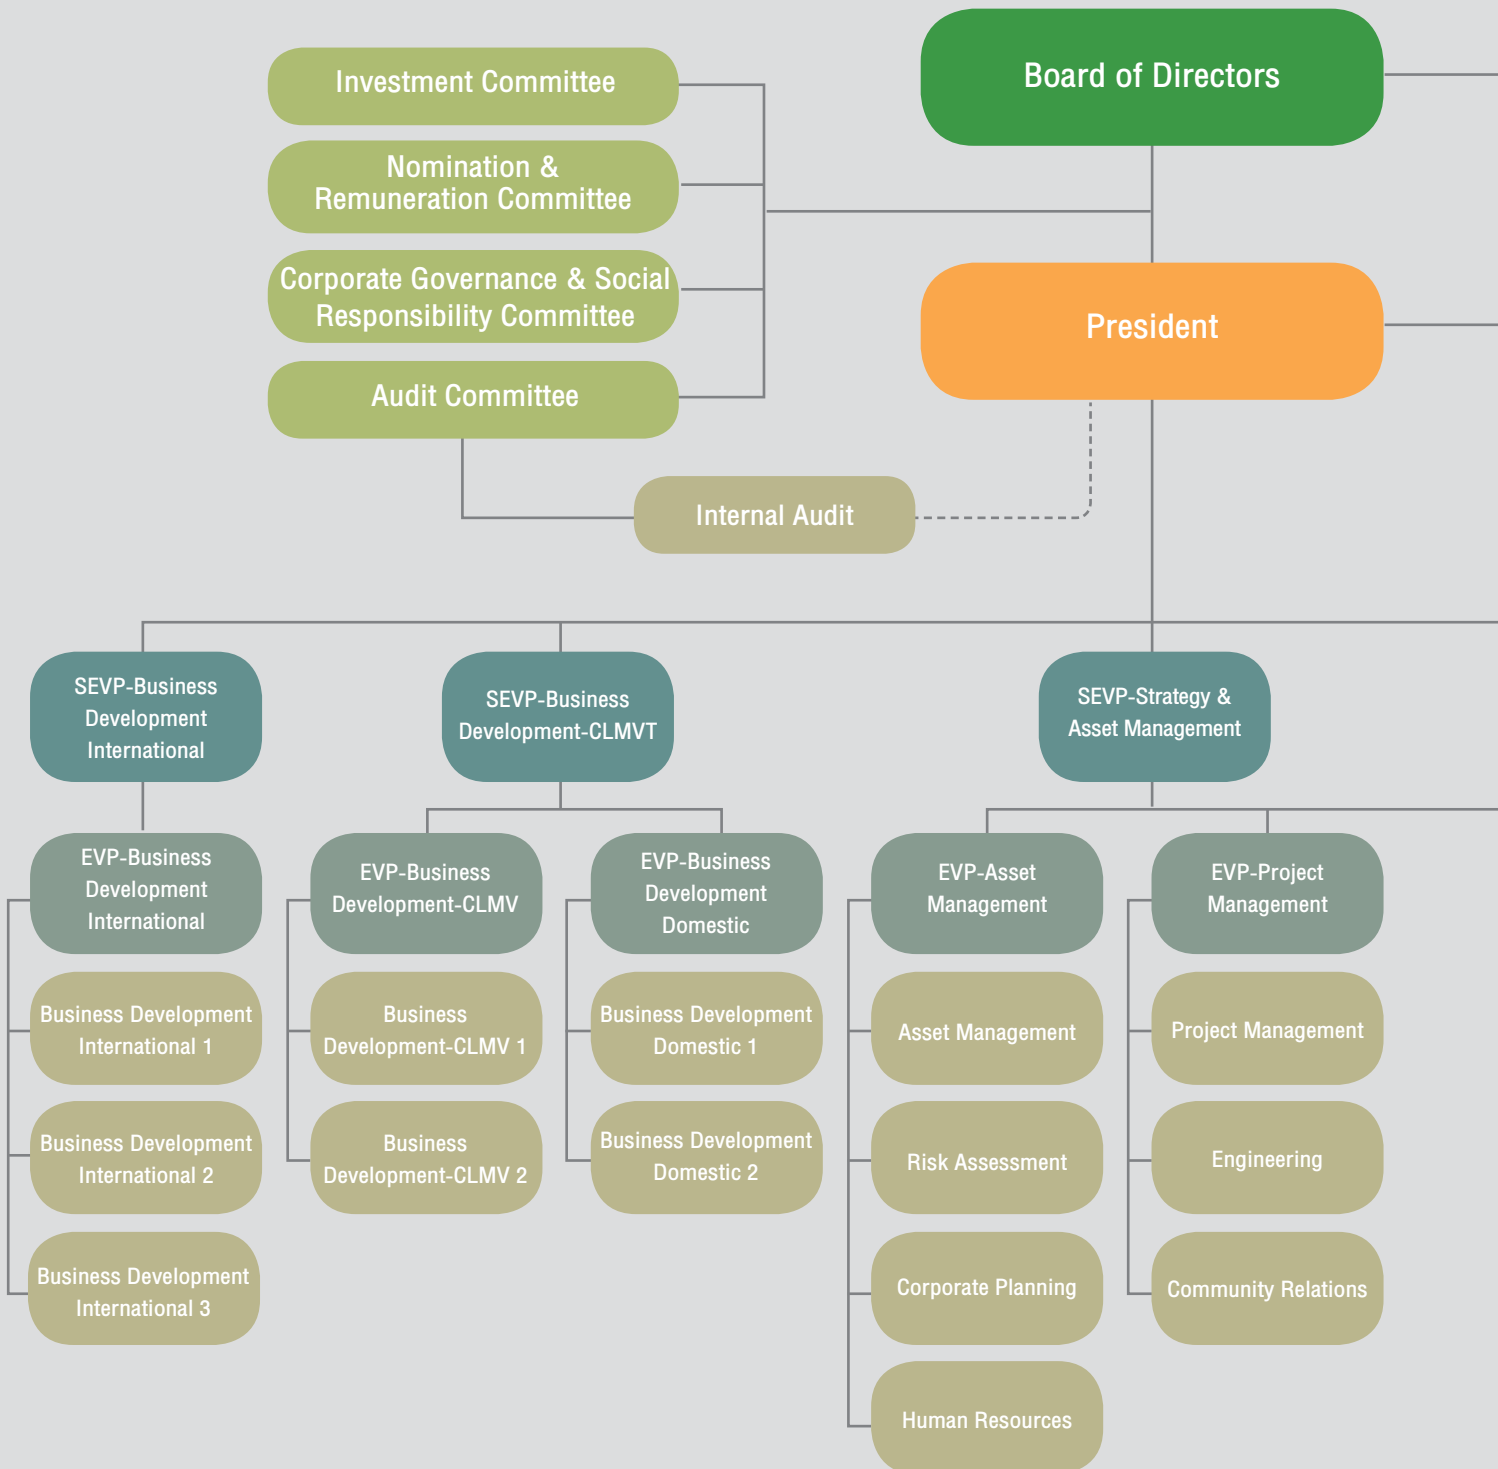 Board of Directors
Investment Committee
Nomination &
Remuneration Committee
Corporate Governance & Social
Responsibility Committee
President
Audit Committee
Internal Audit
SEVP-Business
Development
International
SEVP-Business
Development-CLMVT
SEVP-Strategy &
Asset Management
EVP-Business
Development
International
EVP-Business
Development-CLMV
EVP-Business
Development
Domestic
EVP-Asset
Management
EVP-Project
Management
Business Development
International 1
Business
Development-CLMV 1
Business Development
Domestic 1
Asset Management
Project Management
Business Development
International 2
Business
Development-CLMV 2
Business Development
Domestic 2
Risk Assessment
Engineering
Business Development
International 3
Corporate Planning
Community Relations
Human Resources